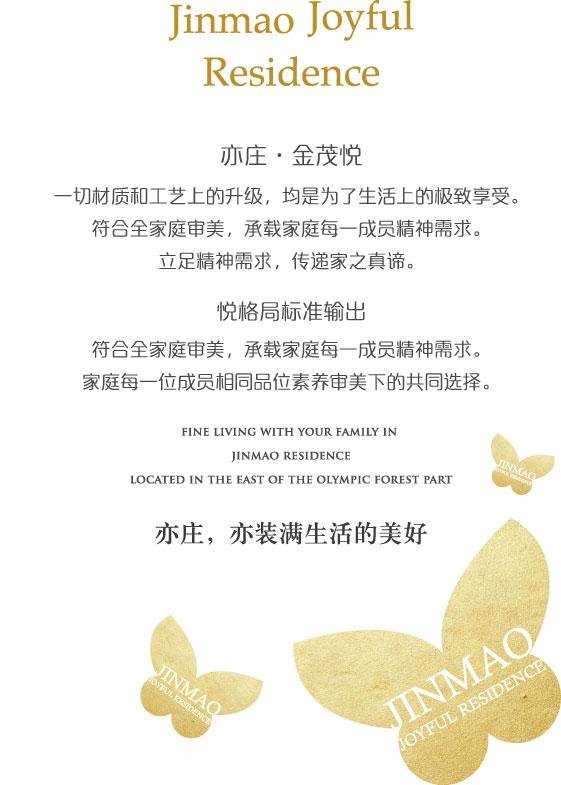 Jinmao Joyful
Residence
亦庄·金茂悦
一切材质和工艺上的升级，均是为了生活上的极致享受。
符合全家庭审美，承载家庭每一成员精神需求。
立足精神需求，传递家之真谛。
悦格局标准输出
符合全家庭审美，承载家庭每一成员精神需求。
家庭每一位成员相同品位素养审美下的共同选择。
FINE LIVING WITH YOUR FAMILY IN
JINMAO RESIDENCE
LOCATED IN THE EAST OF THE OLYMPIC FOREST PART
亦庄，亦装满生活的美好
JINMAO
JOYFUL RESIDENCE
JINMAO
JOYFUL RESIDENCE
JINMAO
JOYFUL RESIDENCE